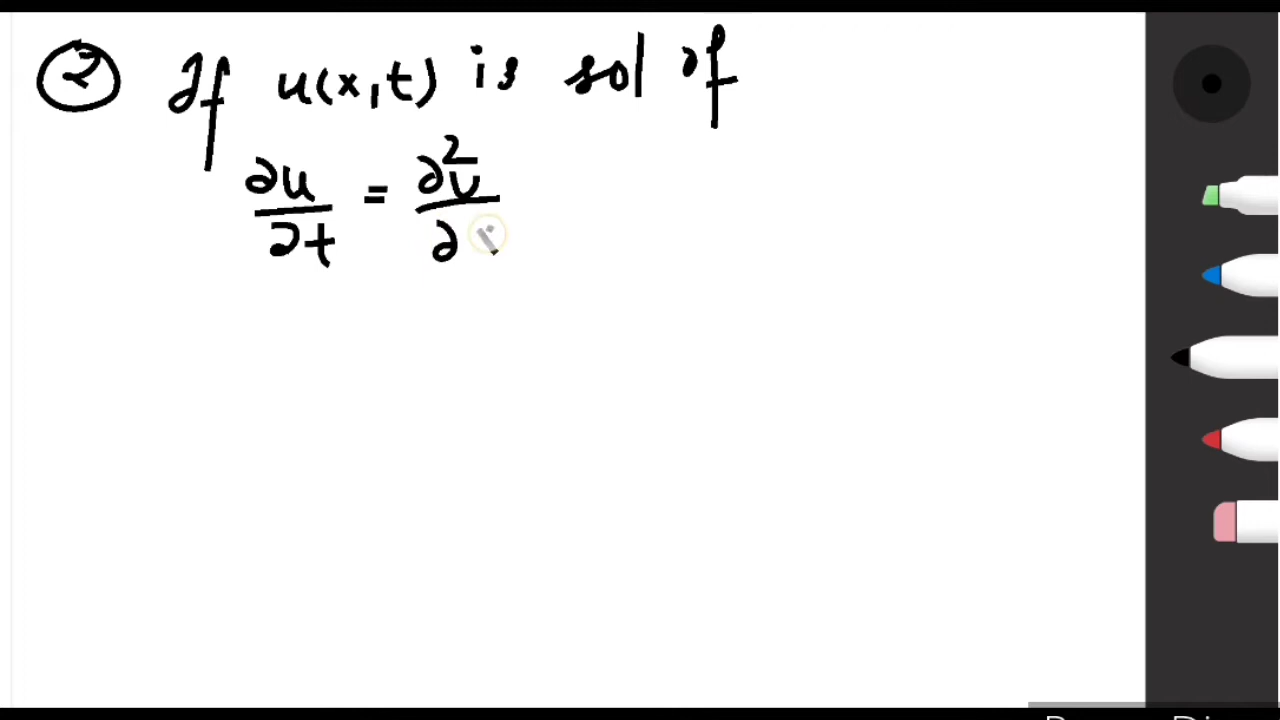 ② If u(x,t) is sol of
∂u/∂t = ∂²u/∂